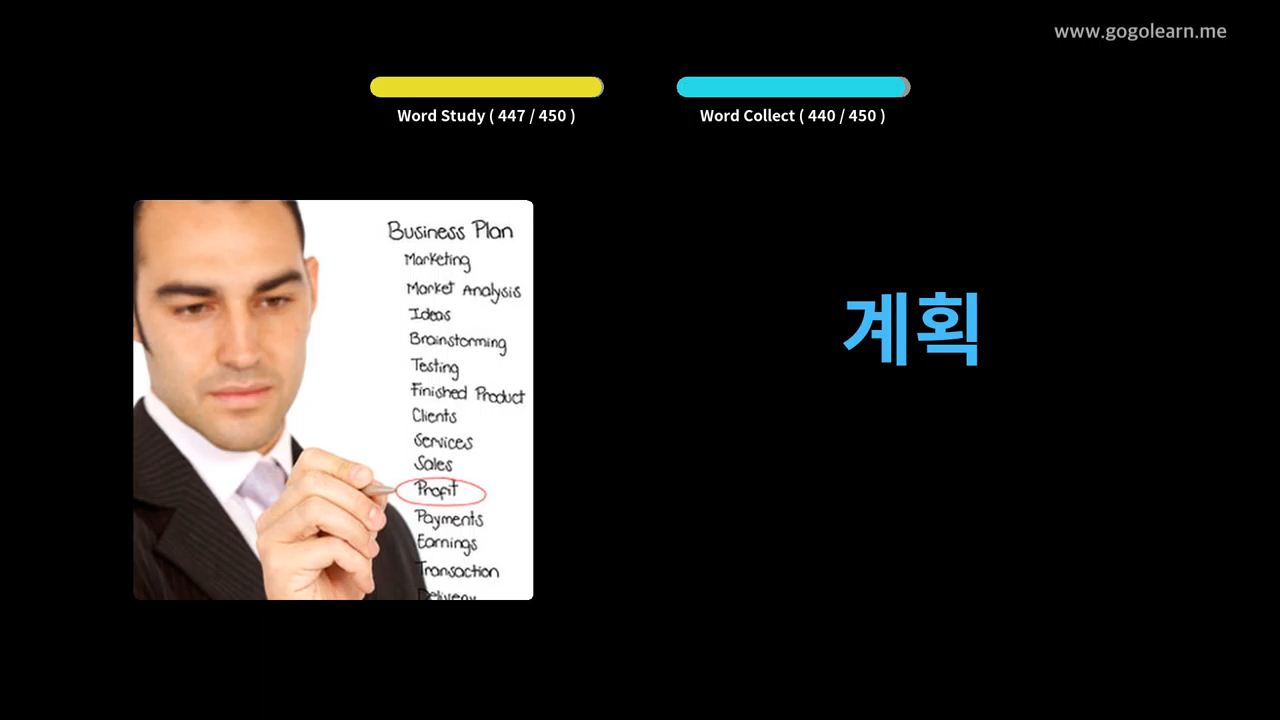 www.gogolearn.me
Word Study ( 447 / 450 )
Word Collect ( 440 / 450 )
Business Plan
Marketing
Market Analysis
Ideas
Brainstorming
Testing
Finished Product
Clients
Services
Sales
Profit
Payments
Earnings
Transaction
Delivery
계획